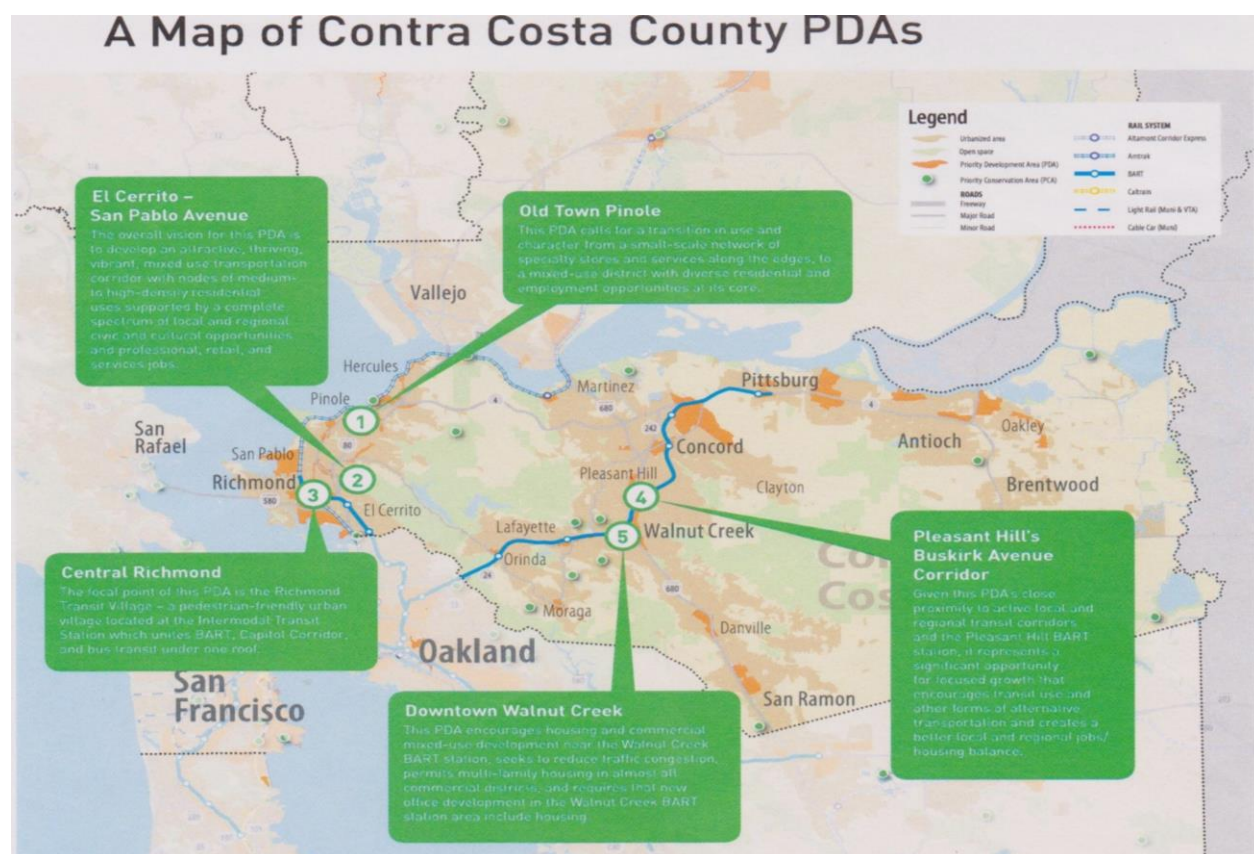 A Map of Contra Costa County PDAs
Legend
Urbanized area
Open space
Priority Development Area (PDA)
Priority Conservation Area (PCA)
ROADS
Freeway
Major Road
Minor Road
RAIL SYSTEM
Altamont Corridor Express
Amtrak
BART
Caltrain
Light Rail (Muni & VTA)
Cable Car (Muni)
El Cerrito –
San Pablo Avenue
The overall vision for this PDA is
to develop an attractive, thriving,
vibrant, mixed use transportation
corridor with nodes of medium-
to high-density residential
uses supported by a complete
spectrum of local and regional
civic and cultural opportunities
and professional, retail, and
services jobs.
Old Town Pinole
This PDA calls for a transition in use and
character from a small-scale network of
specialty stores and services along the edges, to
a mixed-use district with diverse residential and
employment opportunities at its core.
Vallejo
Hercules
Pinole
Martinez
Pittsburg
1
4
680
242
4
80
San
Rafael
San Pablo
Richmond
580
2
3
El Cerrito
Concord
Pleasant Hill
Clayton
Antioch
Oakley
Brentwood
4
Lafayette
5
Walnut Creek
Orinda
24
680
Moraga
Danville
San Ramon
Oakland
San
Francisco
Co
Cos
Central Richmond
The focal point of this PDA is the Richmond
Transit Village – a pedestrian-friendly urban
village located at the Intermodal Transit
Station which unites BART, Capitol Corridor,
and bus transit under one roof.
Downtown Walnut Creek
This PDA encourages housing and commercial
mixed-use development near the Walnut Creek
BART station, seeks to reduce traffic congestion,
permits multi-family housing in almost all
commercial districts, and requires that new
office development in the Walnut Creek BART
station area include housing.
Pleasant Hill's
Buskirk Avenue
Corridor
Given this PDA's close
proximity to active local and
regional transit corridors
and the Pleasant Hill BART
station, it represents a
significant opportunity
for focused growth that
encourages transit use and
other forms of alternative
transportation and creates a
better local and regional jobs/
housing balance.